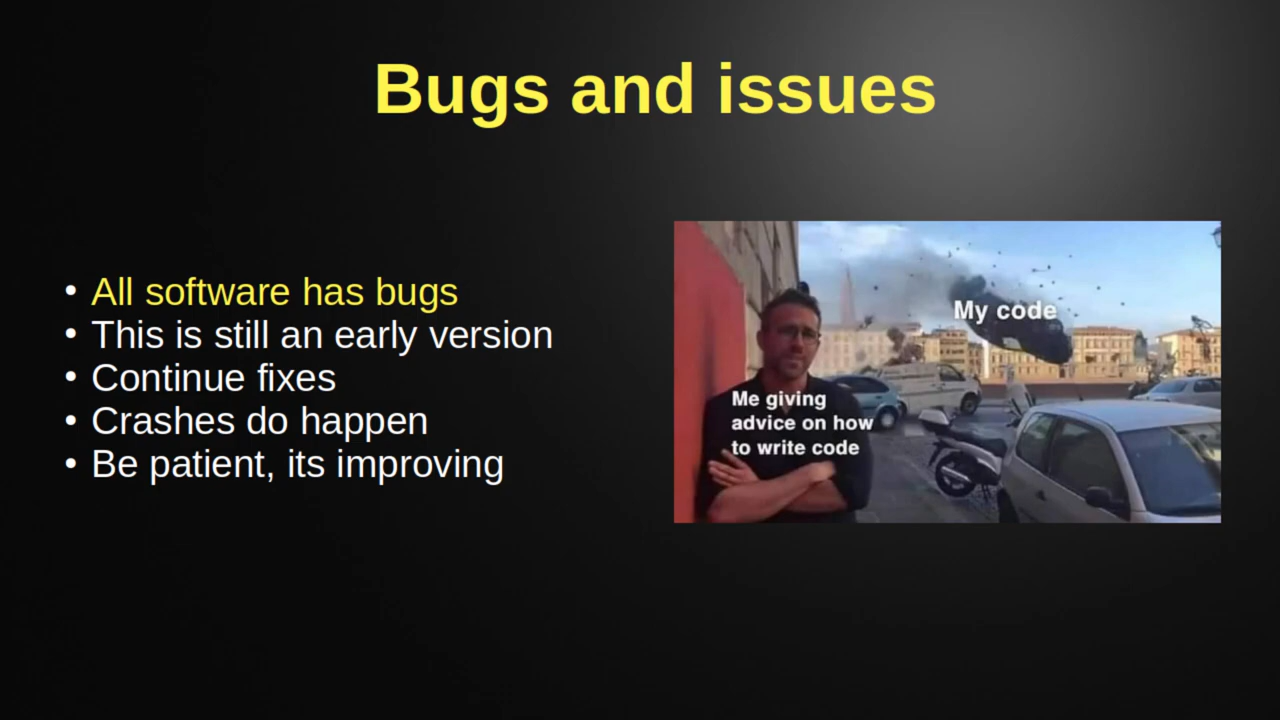 Bugs and issues
• All software has bugs
• This is still an early version
• Continue fixes
• Crashes do happen
• Be patient, its improving
My code
Me giving
advice on how
to write code